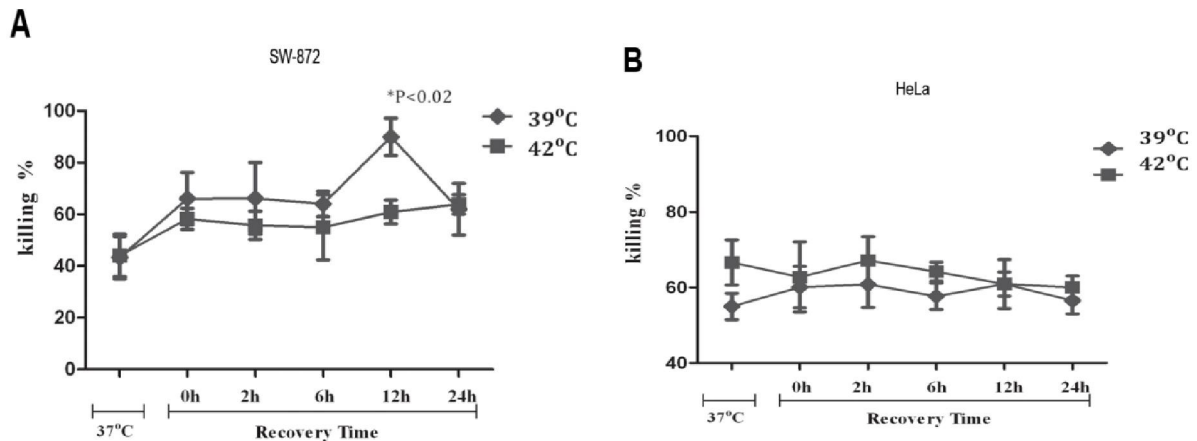 A
SW-872
*P<0.02
39°C
42°C
killing %
100
80
60
40
20
0
0h 2h 6h 12h 24h
37°C
Recovery Time
B
HeLa
39°C
42°C
killing %
100
80
60
40
0h 2h 6h 12h 24h
37°C
Recovery Time